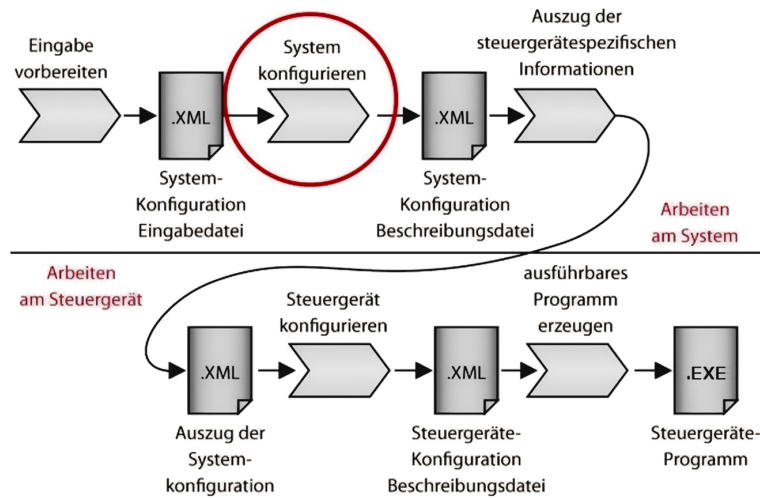 Eingabe
vorbereiten
.XML
System-
Konfiguration
Eingabedatei
System
konfigurieren
.XML
System-
Konfiguration
Beschreibungsdatei
Auszug der
steuergerätespezifischen
Informationen
Arbeiten
am System
Arbeiten
am Steuergerät
.XML
Auszug der
System-
konfiguration
Steuergerät
konfigurieren
.XML
Steuergeräte-
Konfiguration
Beschreibungsdatei
ausführbares
Programm
erzeugen
.EXE
Steuergeräte-
Programm